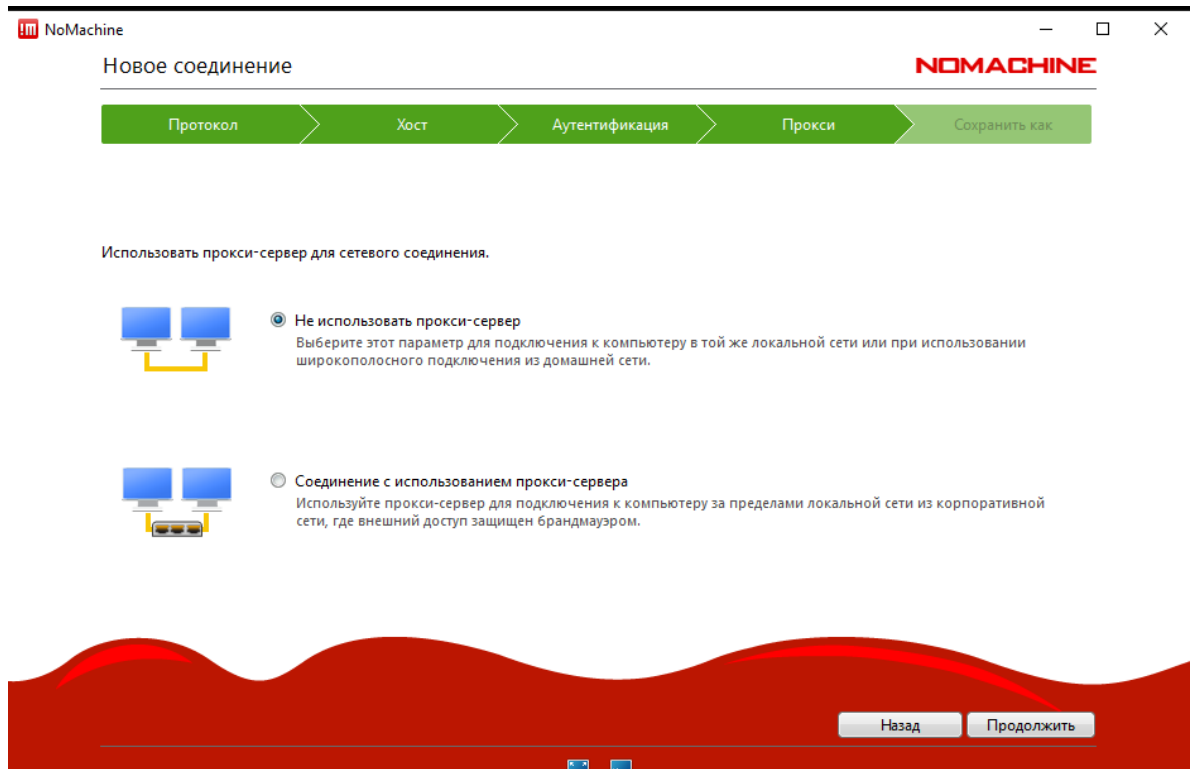 !m NoMachine
Новое соединение
NOMACHINE
Протокол
Хост
Аутентификация
Прокси
Сохранить как
Использовать прокси-сервер для сетевого соединения.
Не использовать прокси-сервер
Выберите этот параметр для подключения к компьютеру в той же локальной сети или при использовании
широкополосного подключения из домашней сети.
Соединение с использованием прокси-сервера
Используйте прокси-сервер для подключения к компьютеру за пределами локальной сети из корпоративной
сети, где внешний доступ защищен брандмауэром.
Назад
Продолжить